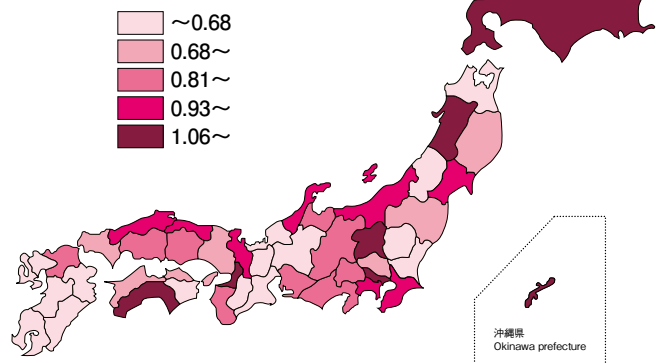 〜0.68
0.68〜
0.81〜
0.93〜
1.06〜
沖縄県
Okinawa prefecture